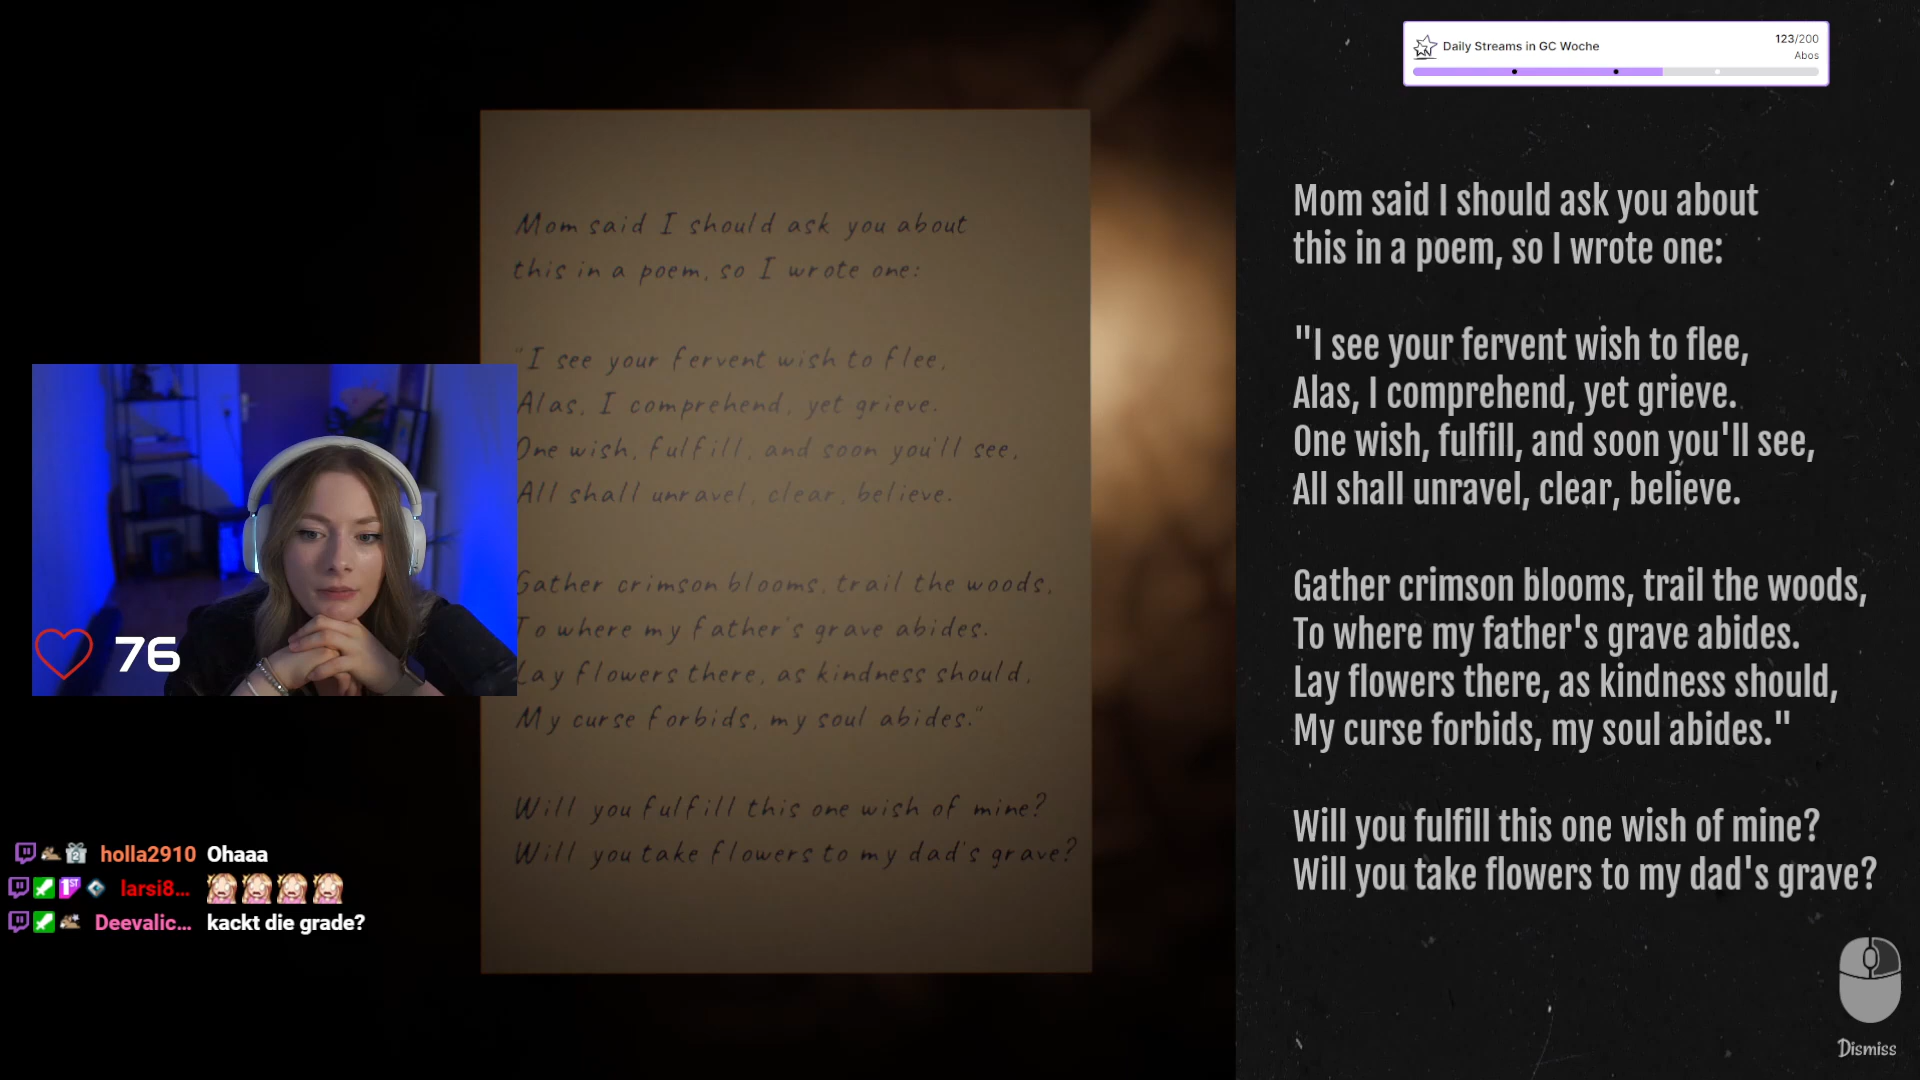 Daily Streams in GC Woche
123/200
Abos
Mom said I should ask you about
this in a poem, so I wrote one:
"I see your fervent wish to flee,
Alas, I comprehend, yet grieve.
One wish, fulfill, and soon you'll see,
All shall unravel, clear, believe.
Gather crimson blooms, trail the woods,
To where my father's grave abides.
Lay flowers there, as kindness should,
My curse forbids, my soul abides."
Will you fulfill this one wish of mine?
Will you take flowers to my dad's grave?
Mom said I should ask you about
this in a poem, so I wrote one:
"I see your fervent wish to flee,
Alas, I comprehend, yet grieve.
One wish, fulfill, and soon you'll see,
All shall unravel, clear, believe.
Gather crimson blooms, trail the woods,
To where my father's grave abides.
Lay flowers there, as kindness should,
My curse forbids, my soul abides."
Will you fulfill this one wish of mine?
Will you take flowers to my dad's grave?
76
holla2910 Ohaaa
larsi8...
Deevalic... kackt die grade?
Dismiss